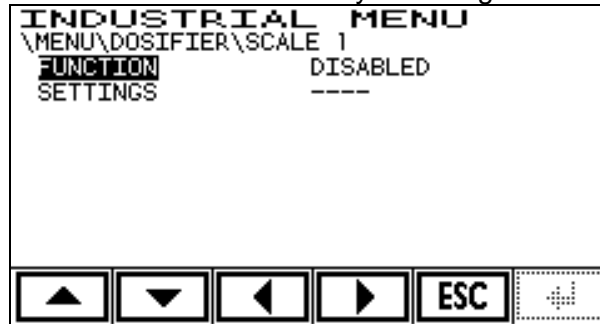 INDUSTRIAL MENU
\MENU\DOSIFIER\SCALE 1
FUNCTION DISABLED
SETTINGS ----
ESC